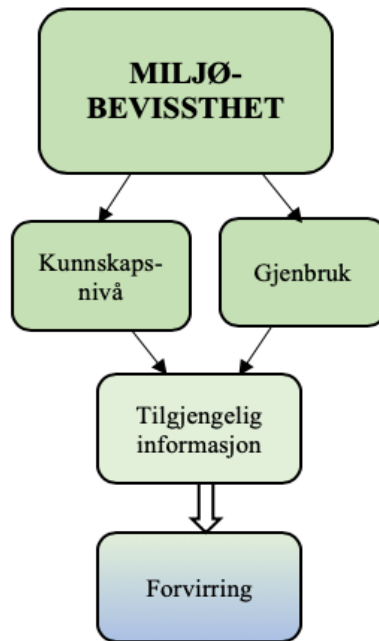 MILJØ-
BEVISSTHET
Kunnskaps-
nivå
Gjenbruk
Tilgjengelig
informasjon
Forvirring